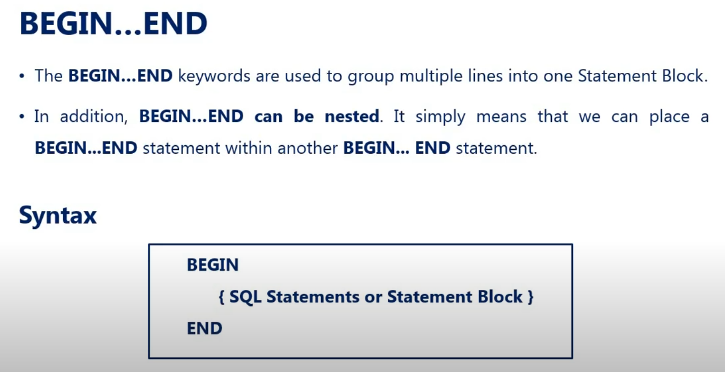 BEGIN...END
• The BEGIN...END keywords are used to group multiple lines into one Statement Block.
• In addition, BEGIN...END can be nested. It simply means that we can place a
BEGIN...END statement within another BEGIN... END statement.
Syntax
BEGIN
{ SQL Statements or Statement Block }
END